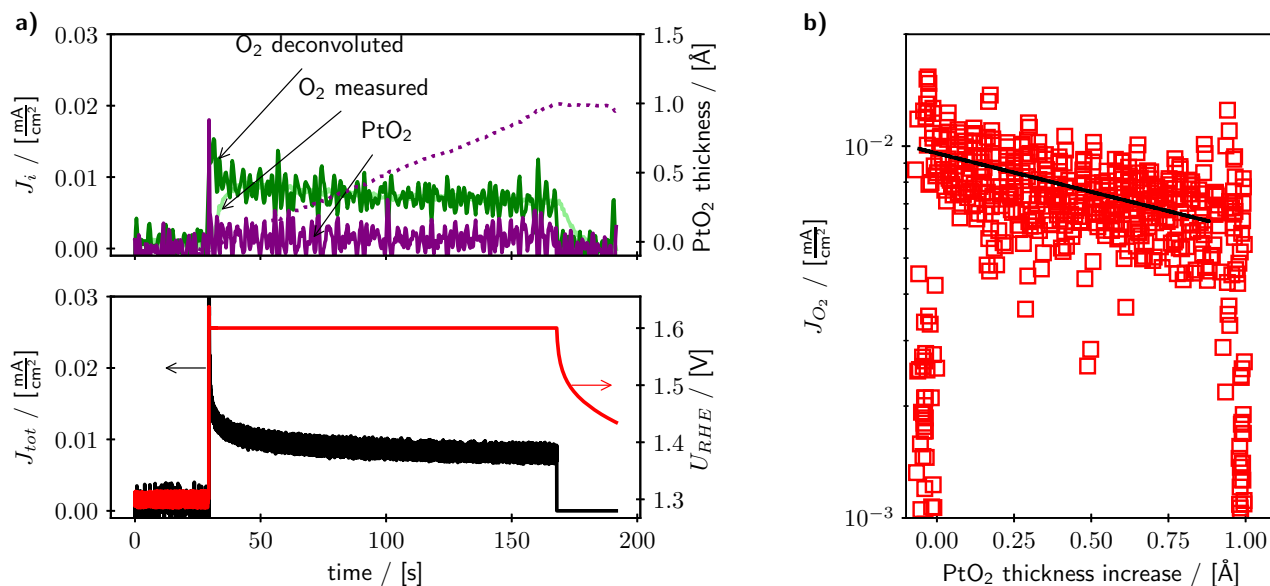 a)
O₂ deconvoluted
O₂ measured
PtO₂
0.03
0.02
0.01
0.00
J_i / [mA/cm²]
1.5
1.0
0.5
0.0
PtO₂ thickness / [Å]
0.03
0.02
0.01
0.00
J_tot / [mA/cm²]
1.6
1.5
1.4
1.3
U_RHE / [V]
0
50
100
150
200
time / [s]
b)
10⁻²
10⁻³
J_O₂ / [mA/cm²]
0.00
0.25
0.50
0.75
1.00
PtO₂ thickness increase / [Å]